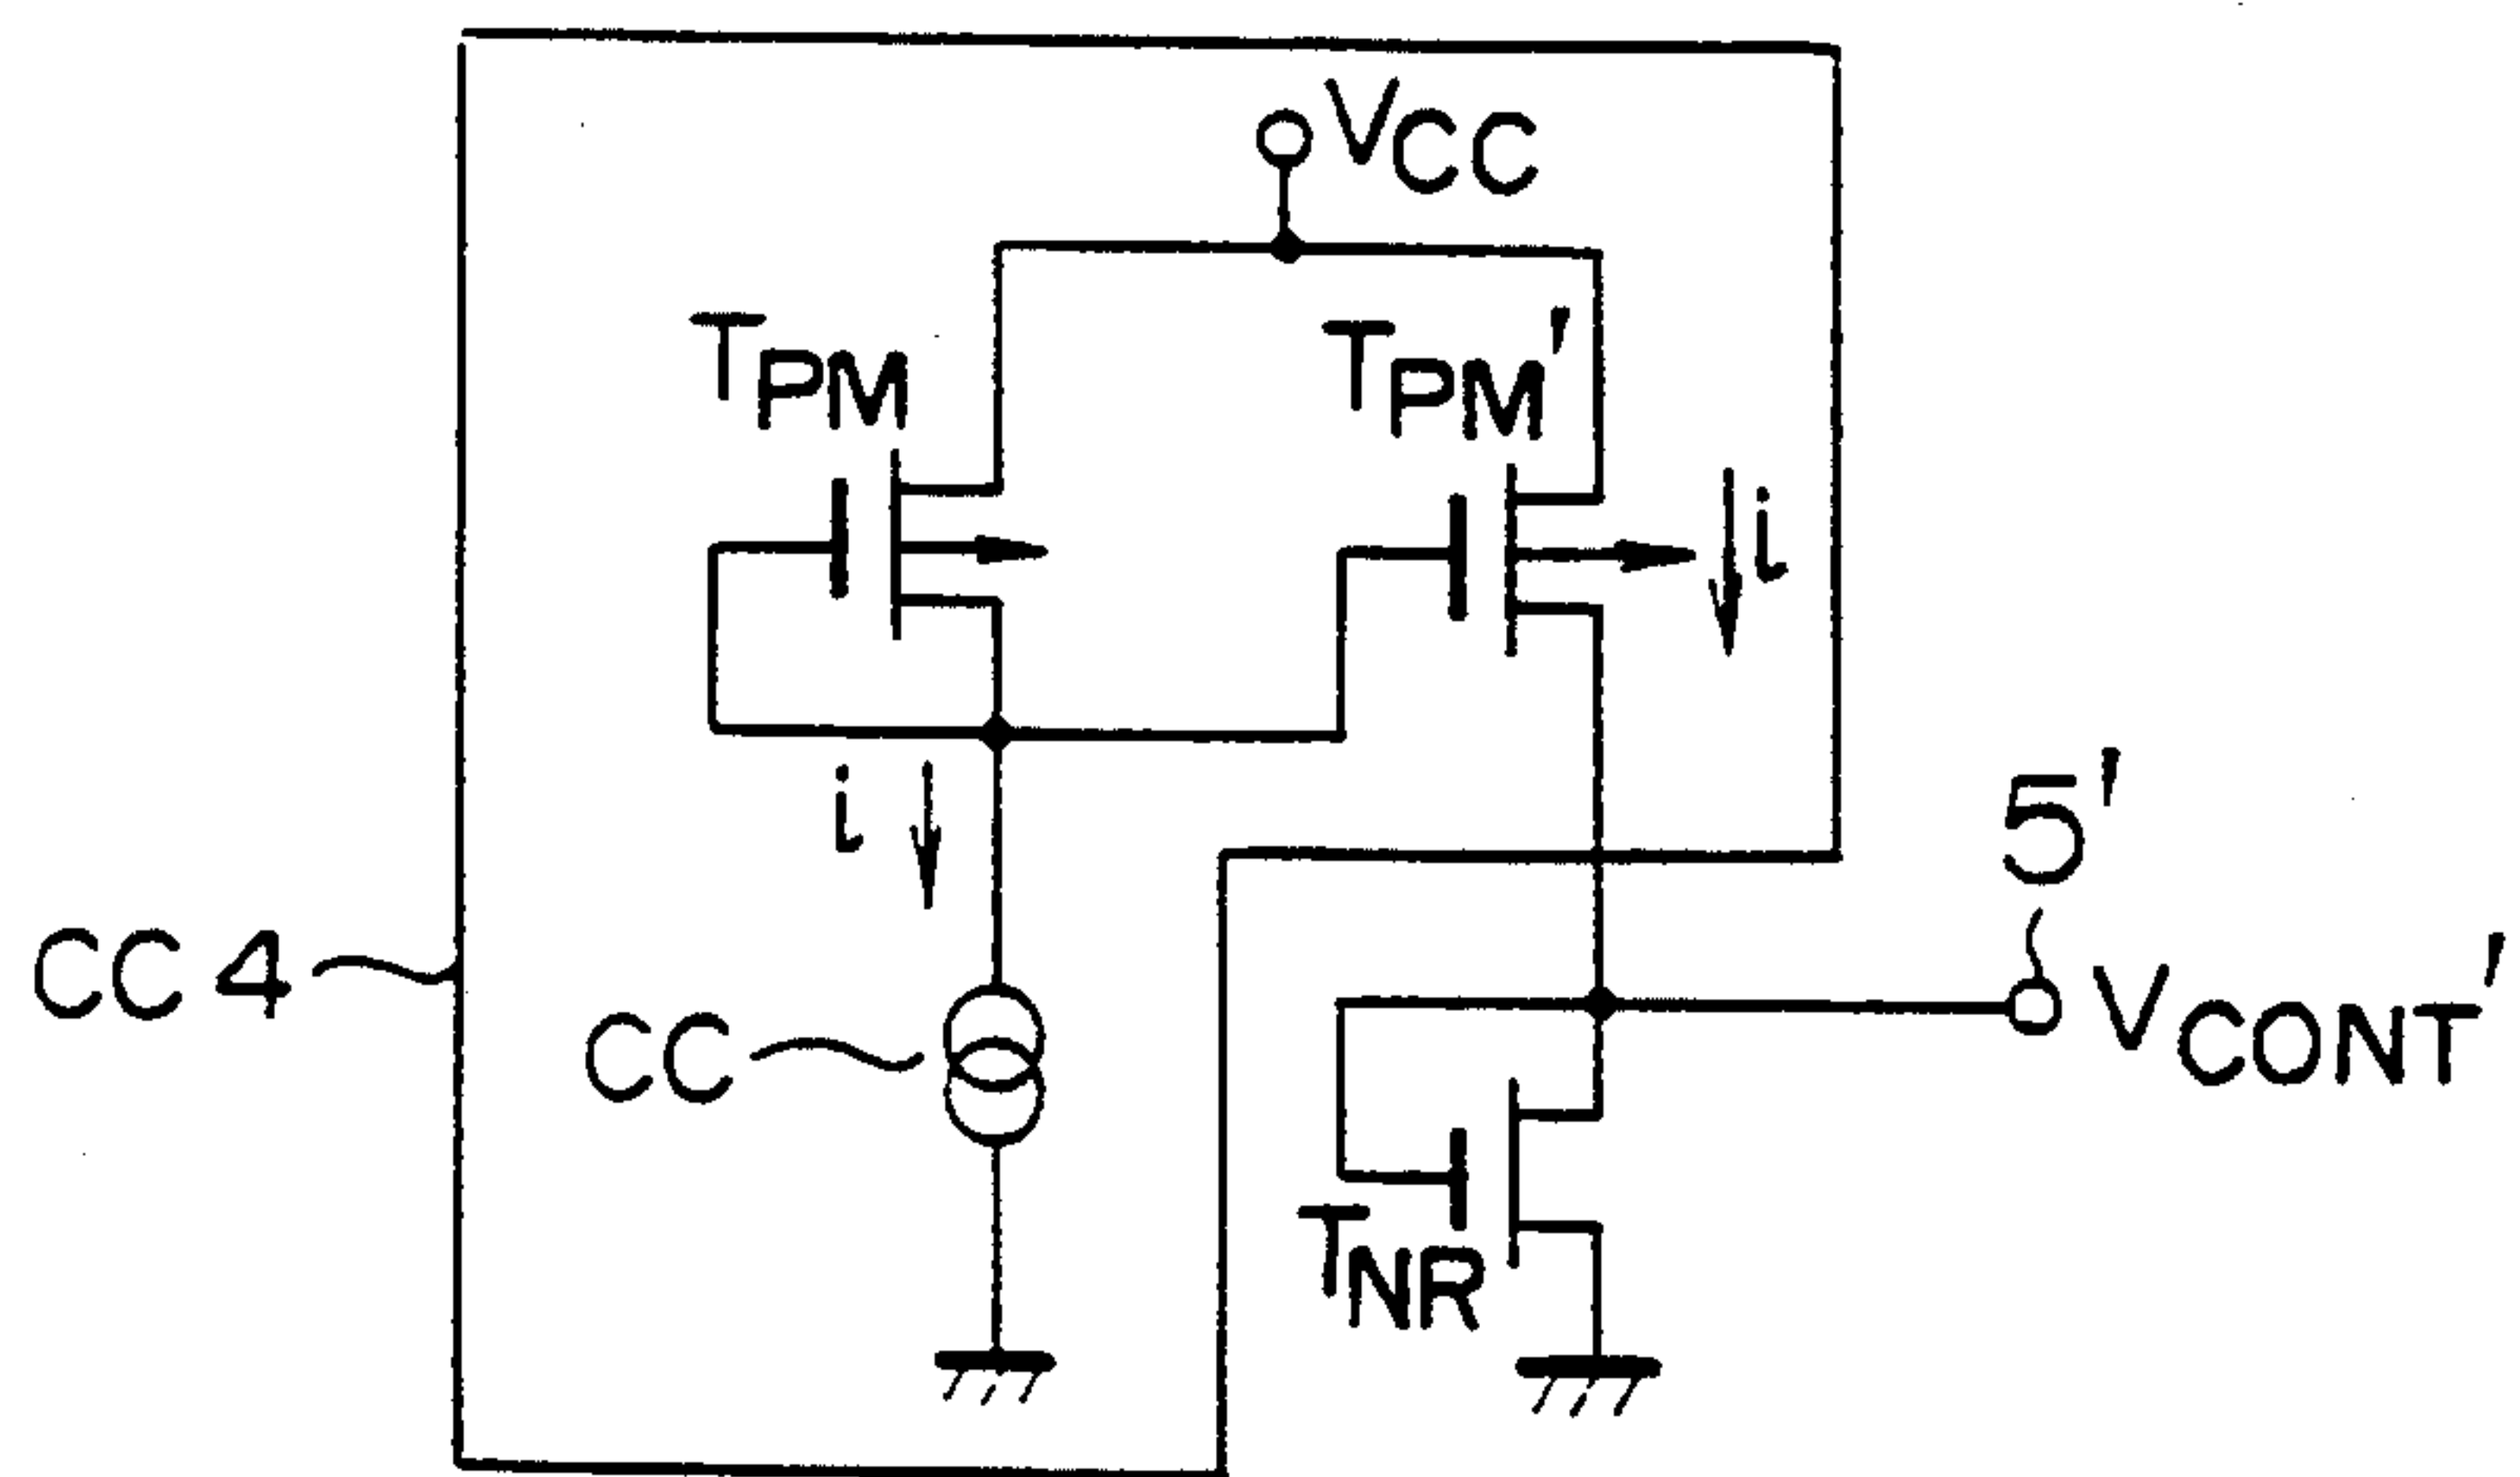 VCC
TPM
TPM'
i
i
5'
CC4
CC
VCONT'
TNR